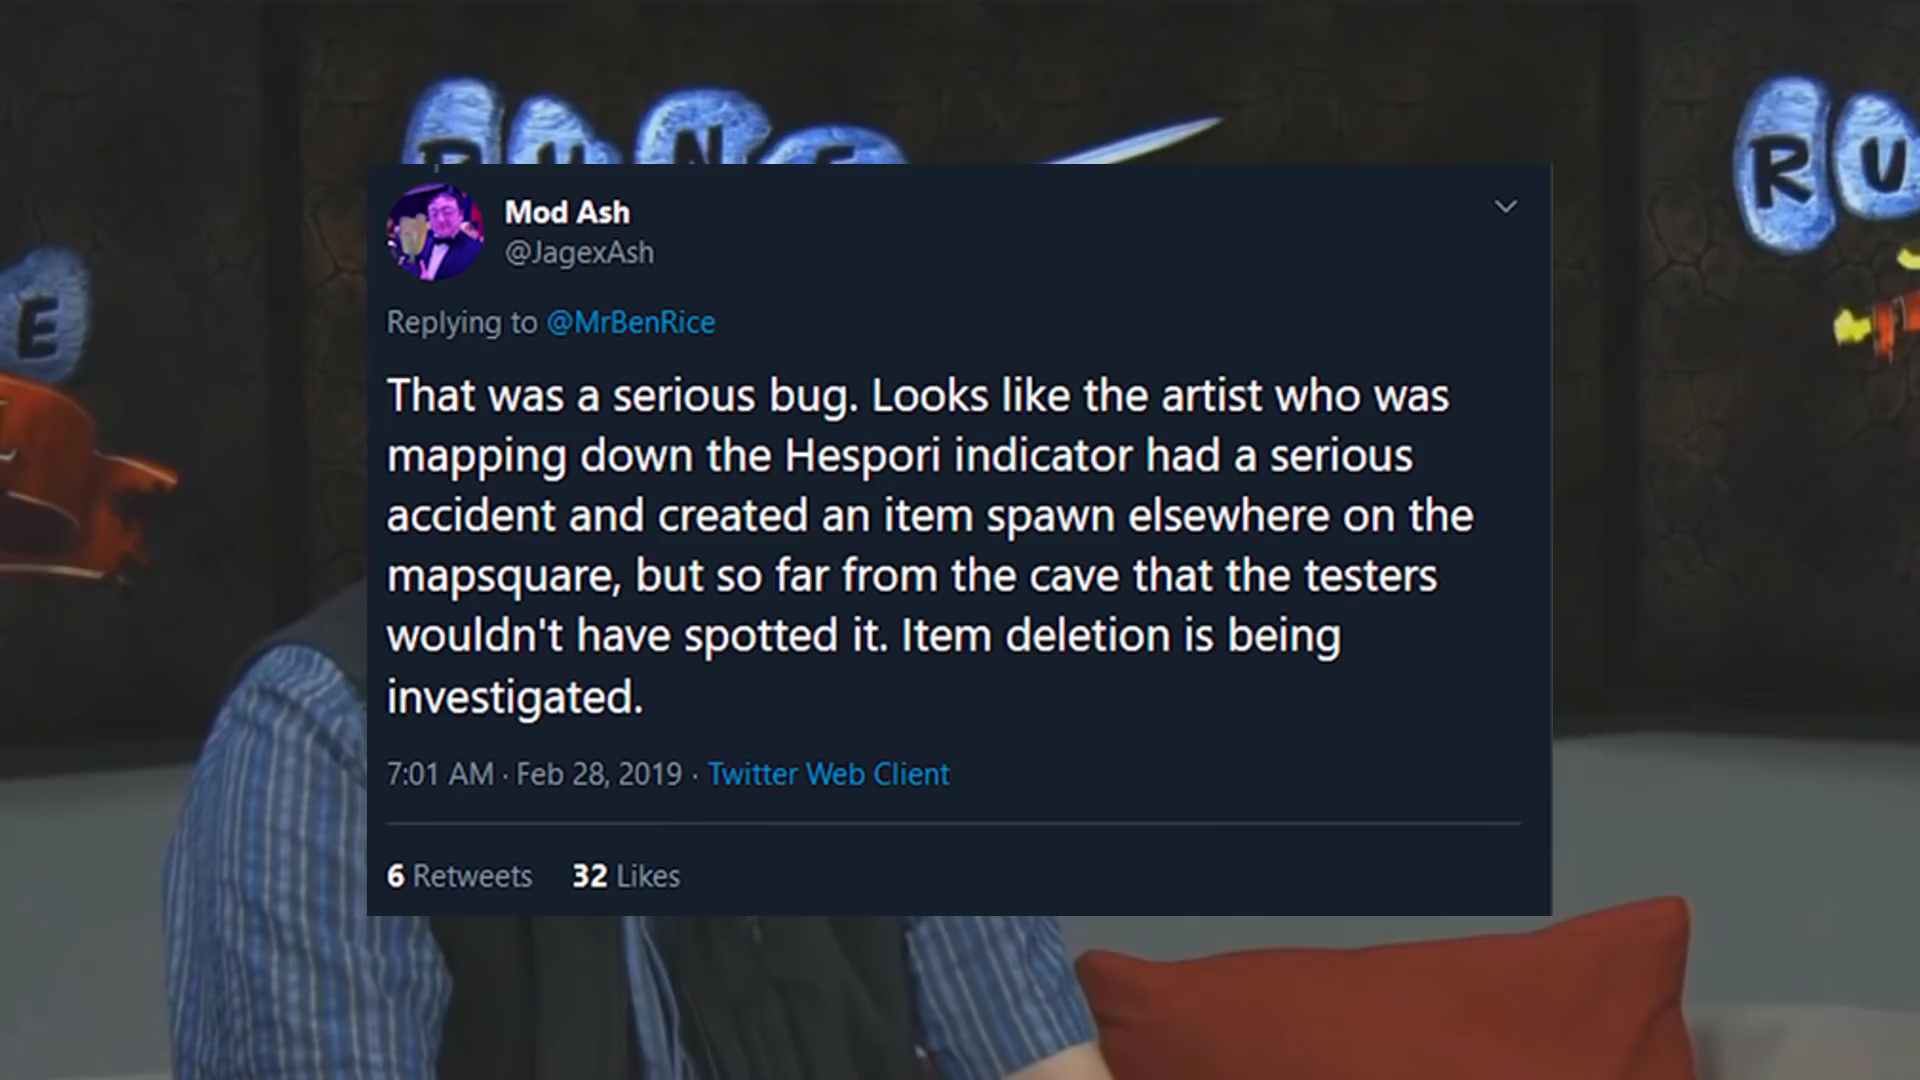 RUNE
RU
E
Mod Ash
@JagexAsh
Replying to @MrBenRice
That was a serious bug. Looks like the artist who was
mapping down the Hespori indicator had a serious
accident and created an item spawn elsewhere on the
mapsquare, but so far from the cave that the testers
wouldn't have spotted it. Item deletion is being
investigated.
7:01 AM · Feb 28, 2019 · Twitter Web Client
6 Retweets 32 Likes